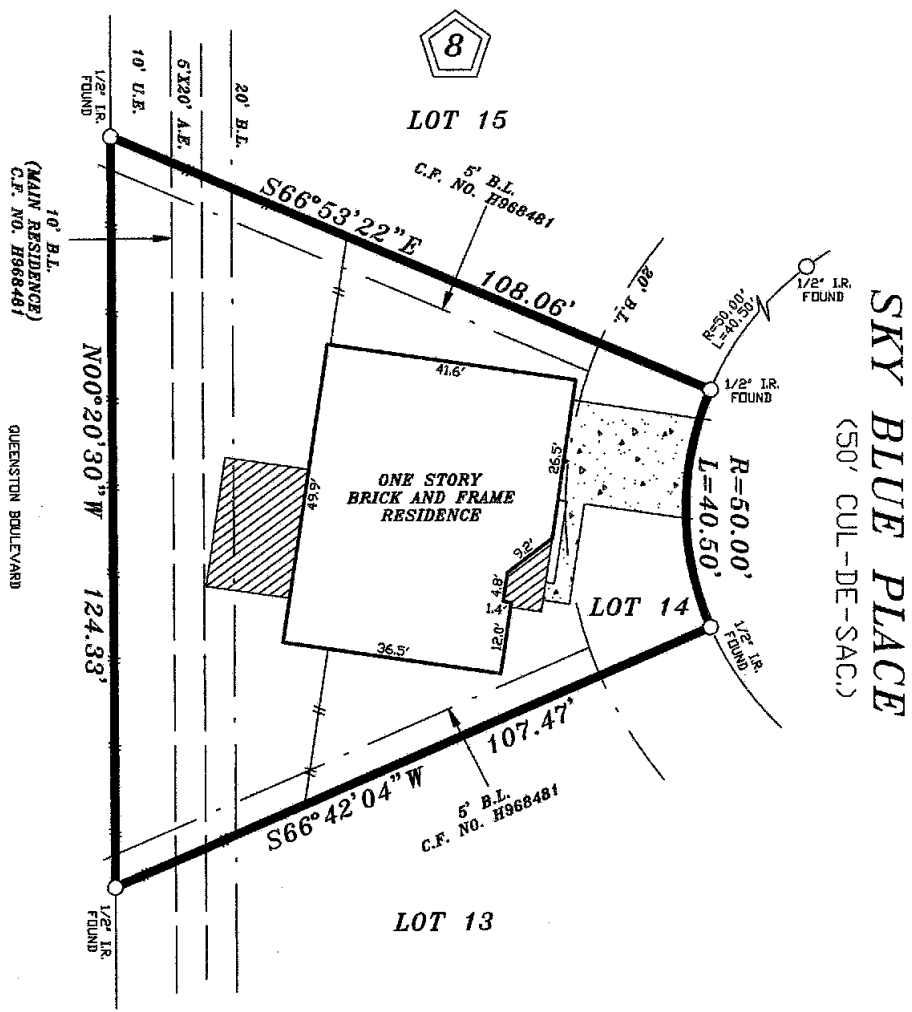 SKY BLUE PLACE
(50' CUL-DE-SAC.)
8
LOT 15
5' B.L.
C.F. NO. H968481
S66°53'22"E
108.06'
20' B.L.
R=50.00'
L=40.50'
1/2" I.R.
FOUND
1/2" I.R.
FOUND
R=50.00'
L=40.50'
1/2" I.R.
FOUND
LOT 14
10' U.E.
5'X20' A.E.
20' B.L.
1/2" I.R.
FOUND
10' B.L.
(MAIN RESIDENCE)
C.F. NO. H968481
N00°20'30"W
124.33'
QUEENSTON BOULEVARD
41.6'
26.5'
49.9'
ONE STORY
BRICK AND FRAME
RESIDENCE
9.2'
4.8'
1.4'
12.0'
36.5'
107.47'
S66°42'04"W
5' B.L.
C.F. NO. H968481
LOT 13
1/2" I.R.
FOUND